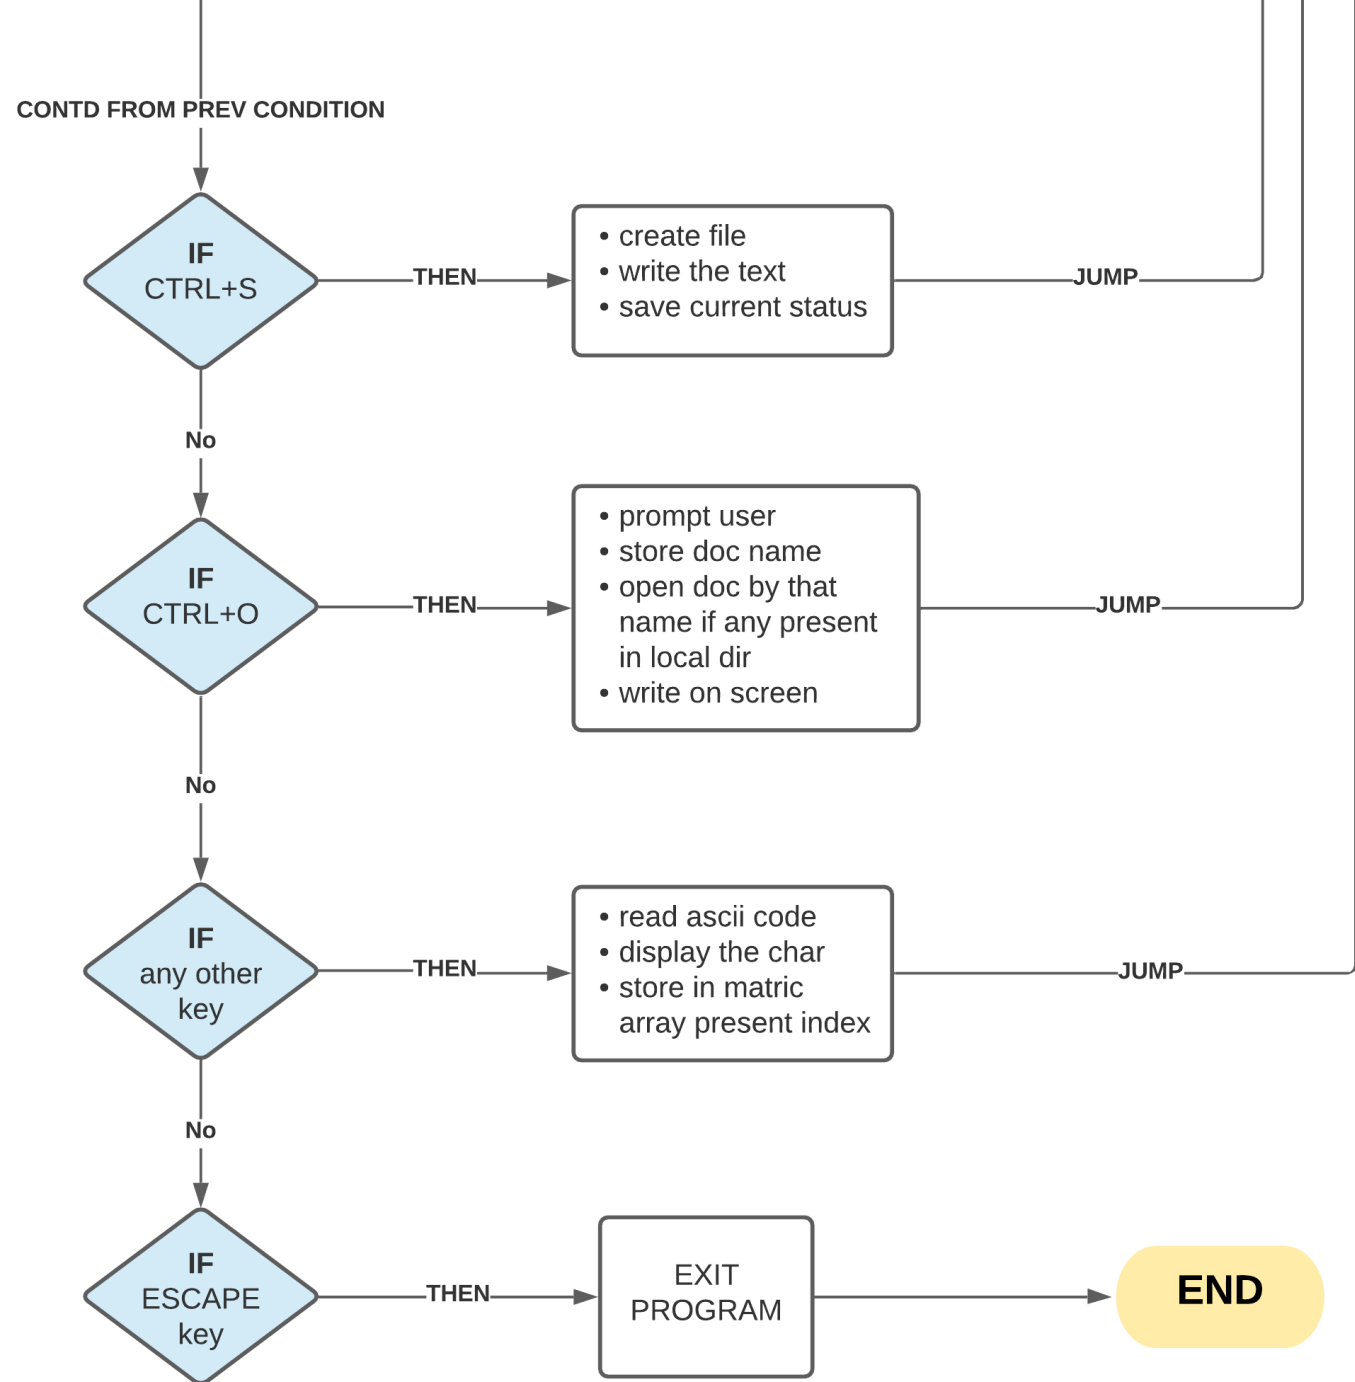 CONTD FROM PREV CONDITION
IF
CTRL+S
THEN
• create file
• write the text
• save current status
JUMP
No
IF
CTRL+O
THEN
• prompt user
• store doc name
• open doc by that
name if any present
in local dir
• write on screen
JUMP
No
IF
any other
key
THEN
• read ascii code
• display the char
• store in matric
array present index
JUMP
No
IF
ESCAPE
key
THEN
EXIT
PROGRAM
END